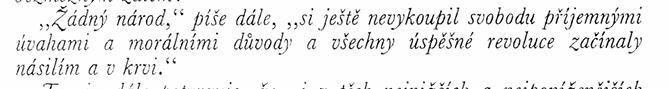 „Žádný národ,“ píše dále, „si ještě nevykoupil svobodu příjemnými
úvahami a morálními důvody a všechny úspěšné revoluce začínaly
násilím a v krvi.“